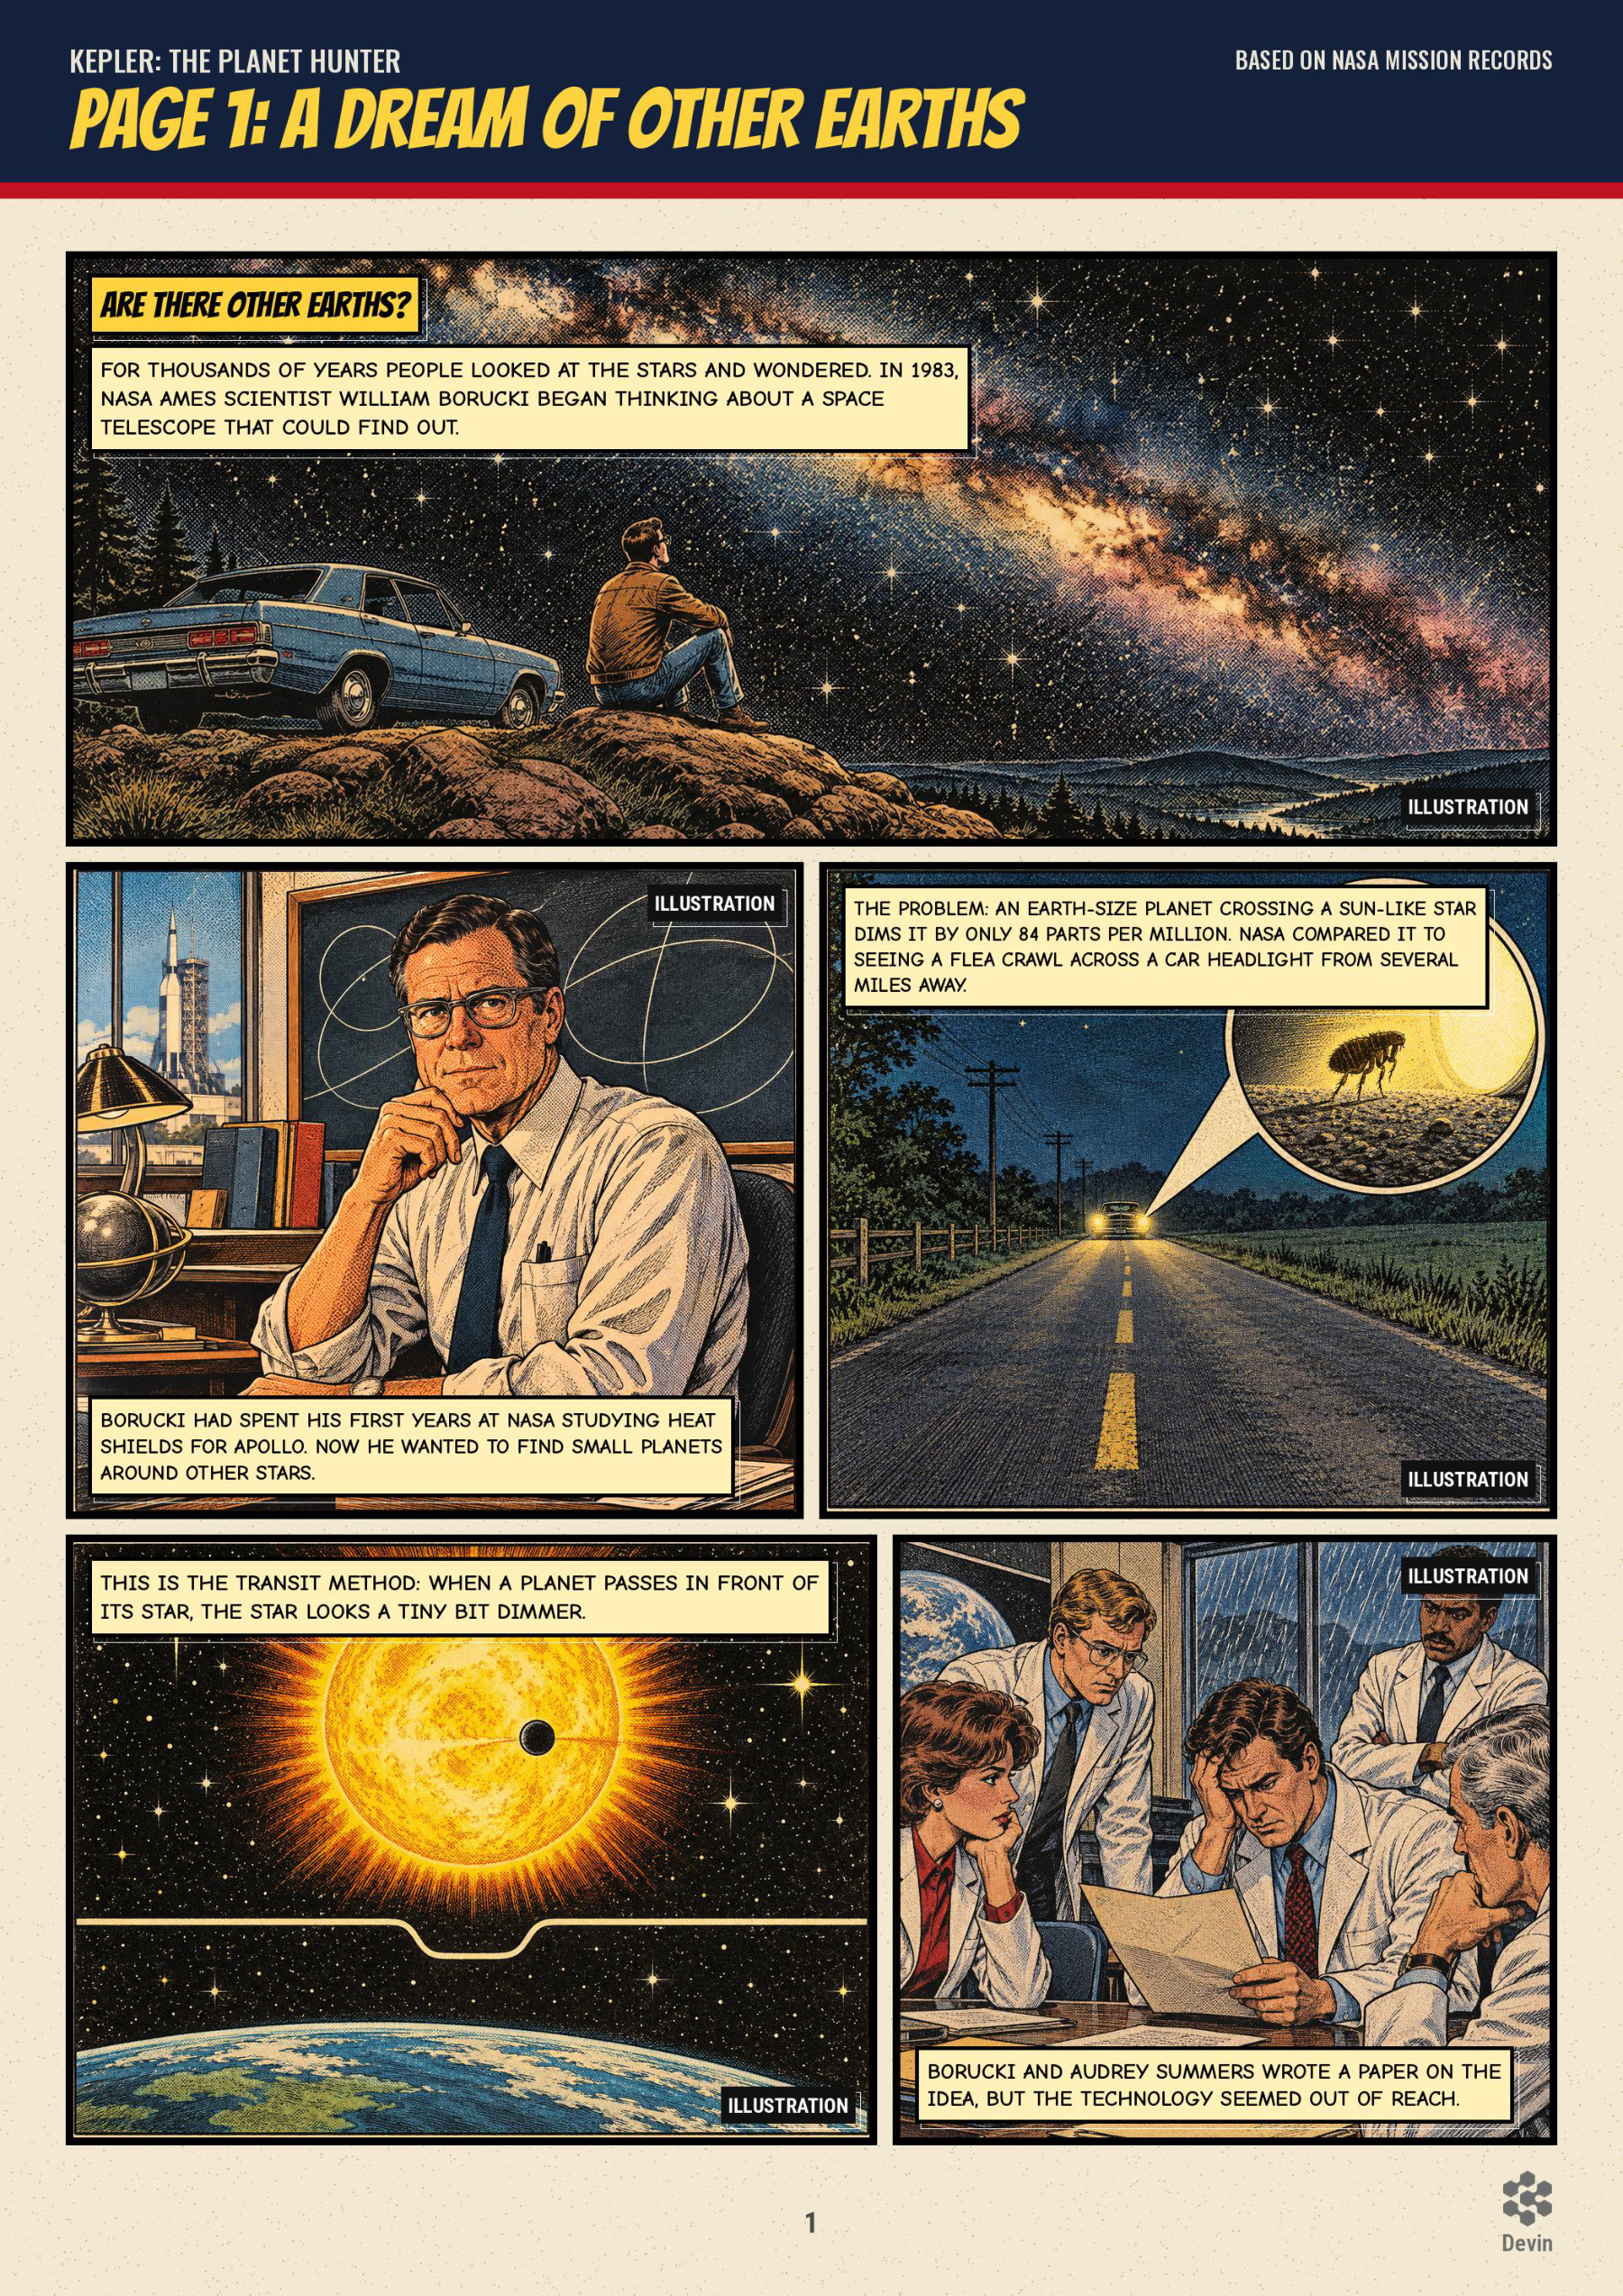 KEPLER: THE PLANET HUNTER
BASED ON NASA MISSION RECORDS
PAGE 1: A DREAM OF OTHER EARTHS
ARE THERE OTHER EARTHS?
FOR THOUSANDS OF YEARS PEOPLE LOOKED AT THE STARS AND WONDERED. IN 1983,
NASA AMES SCIENTIST WILLIAM BORUCKI BEGAN THINKING ABOUT A SPACE
TELESCOPE THAT COULD FIND OUT.
ILLUSTRATION
ILLUSTRATION
BORUCKI HAD SPENT HIS FIRST YEARS AT NASA STUDYING HEAT
SHIELDS FOR APOLLO. NOW HE WANTED TO FIND SMALL PLANETS
AROUND OTHER STARS.
THE PROBLEM: AN EARTH-SIZE PLANET CROSSING A SUN-LIKE STAR
DIMS IT BY ONLY 84 PARTS PER MILLION. NASA COMPARED IT TO
SEEING A FLEA CRAWL ACROSS A CAR HEADLIGHT FROM SEVERAL
MILES AWAY.
ILLUSTRATION
THIS IS THE TRANSIT METHOD: WHEN A PLANET PASSES IN FRONT OF
ITS STAR, THE STAR LOOKS A TINY BIT DIMMER.
ILLUSTRATION
ILLUSTRATION
BORUCKI AND AUDREY SUMMERS WROTE A PAPER ON THE
IDEA, BUT THE TECHNOLOGY SEEMED OUT OF REACH.
1
Devin